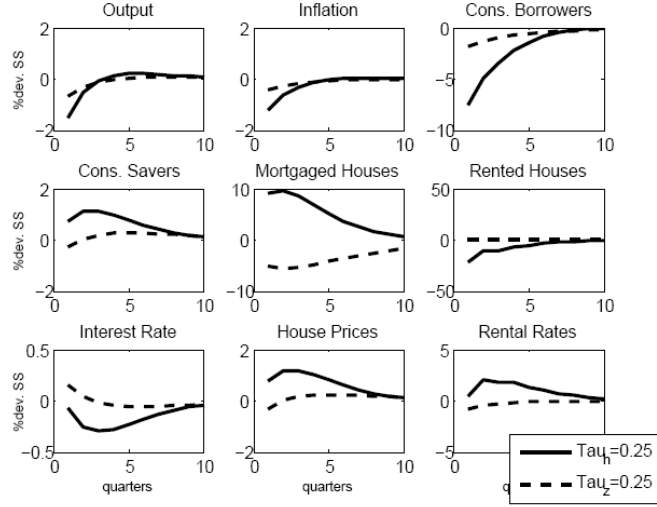 Output
Inflation
Cons. Borrowers
%dev. SS
2
0
−2
0 5 10
2
0
−2
0 5 10
0
−5
−10
0 5 10
Cons. Savers
Mortgaged Houses
Rented Houses
%dev. SS
2
0
−2
0 5 10
10
0
−10
0 5 10
50
0
−50
0 5 10
Interest Rate
House Prices
Rental Rates
%dev. SS
0.5
0
−0.5
0 5 10
quarters
2
0
−2
0 5 10
quarters
5
0
−5
0
Tau_h=0.25
Tau_z=0.25